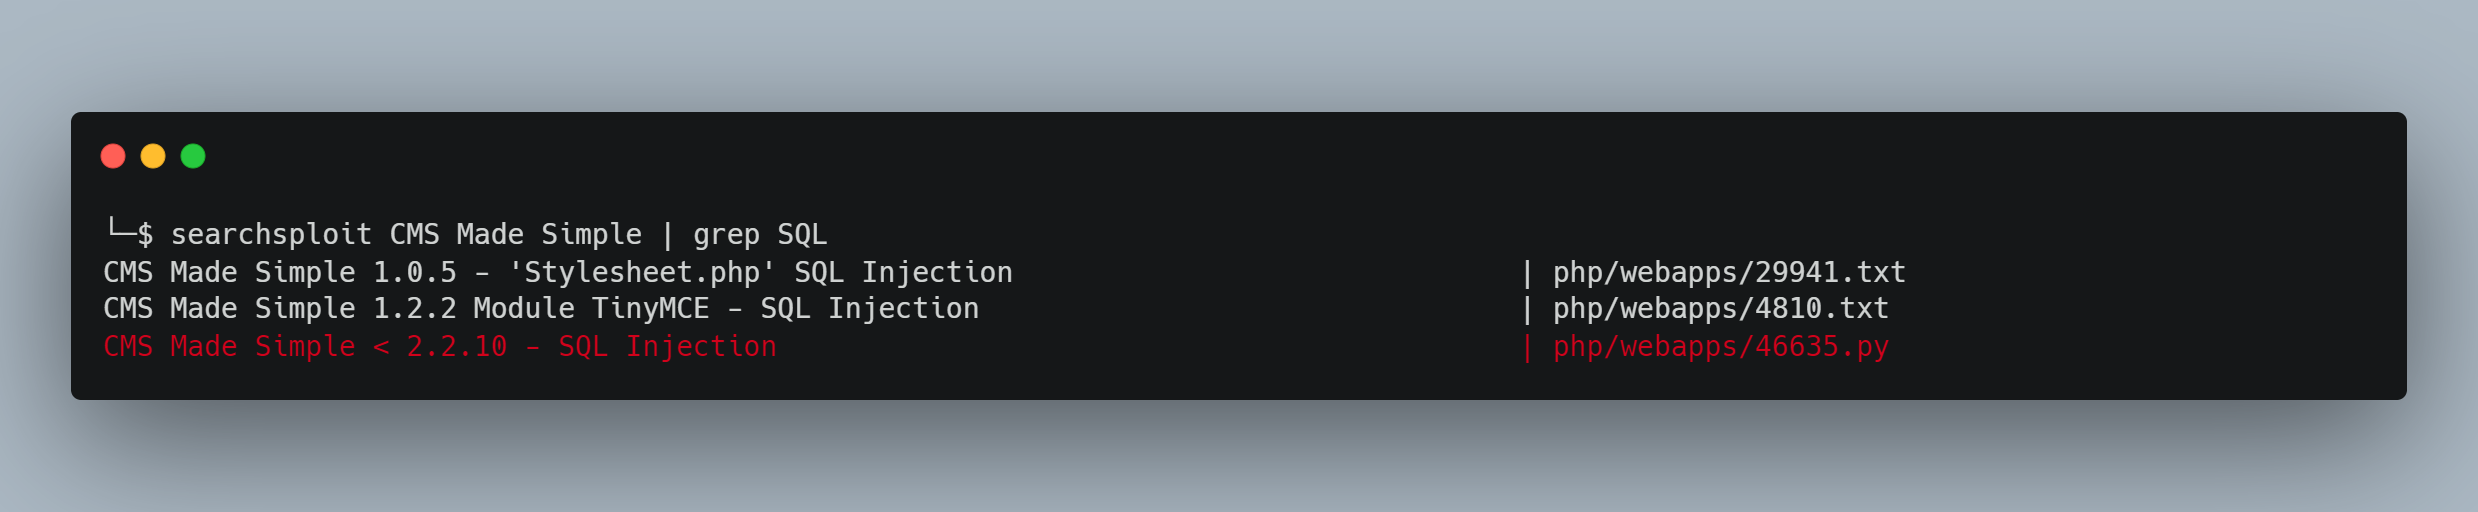 └─$ searchsploit CMS Made Simple | grep SQL
CMS Made Simple 1.0.5 - 'Stylesheet.php' SQL Injection | php/webapps/29941.txt
CMS Made Simple 1.2.2 Module TinyMCE - SQL Injection | php/webapps/4810.txt
CMS Made Simple < 2.2.10 - SQL Injection | php/webapps/46635.py